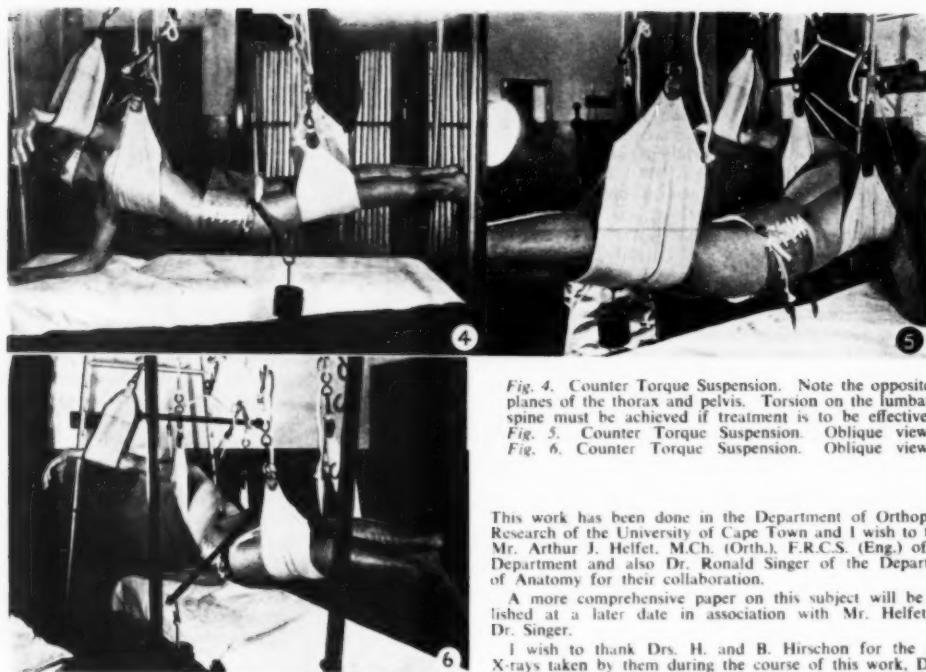 4
5
6
Fig. 4. Counter Torque Suspension. Note the opposite
planes of the thorax and pelvis. Torsion on the lumba
spine must be achieved if treatment is to be effective
Fig. 5. Counter Torque Suspension. Oblique view
Fig. 6. Counter Torque Suspension. Oblique view
This work has been done in the Department of Orthop
Research of the University of Cape Town and I wish to
Mr. Arthur J. Helfet, M.Ch. (Orth.), F.R.C.S. (Eng.) of
Department and also Dr. Ronald Singer of the Depart
of Anatomy for their collaboration.
A more comprehensive paper on this subject will be
lished at a later date in association with Mr. Helfet
Dr. Singer.
I wish to thank Drs. H. and B. Hirschon for the
X-rays taken by them during the course of this work, D